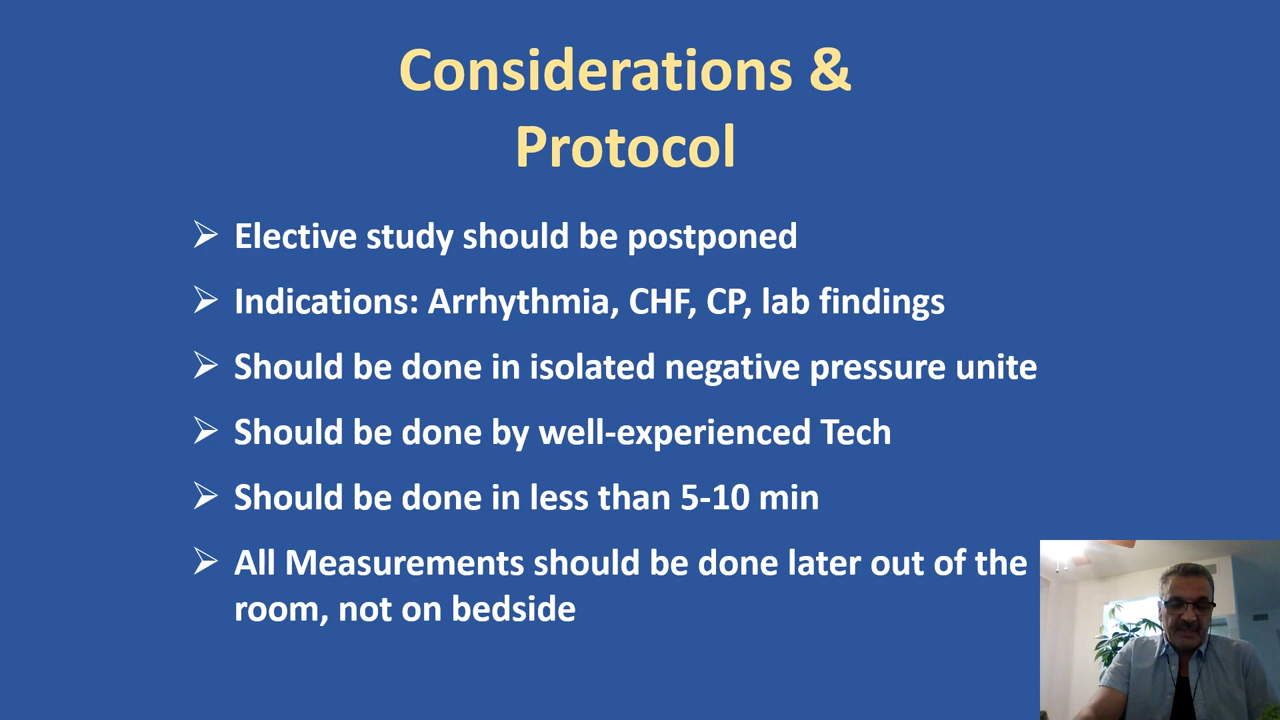 Considerations &
Protocol
Elective study should be postponed
Indications: Arrhythmia, CHF, CP, lab findings
Should be done in isolated negative pressure unite
Should be done by well-experienced Tech
Should be done in less than 5-10 min
All Measurements should be done later out of the
room, not on bedside